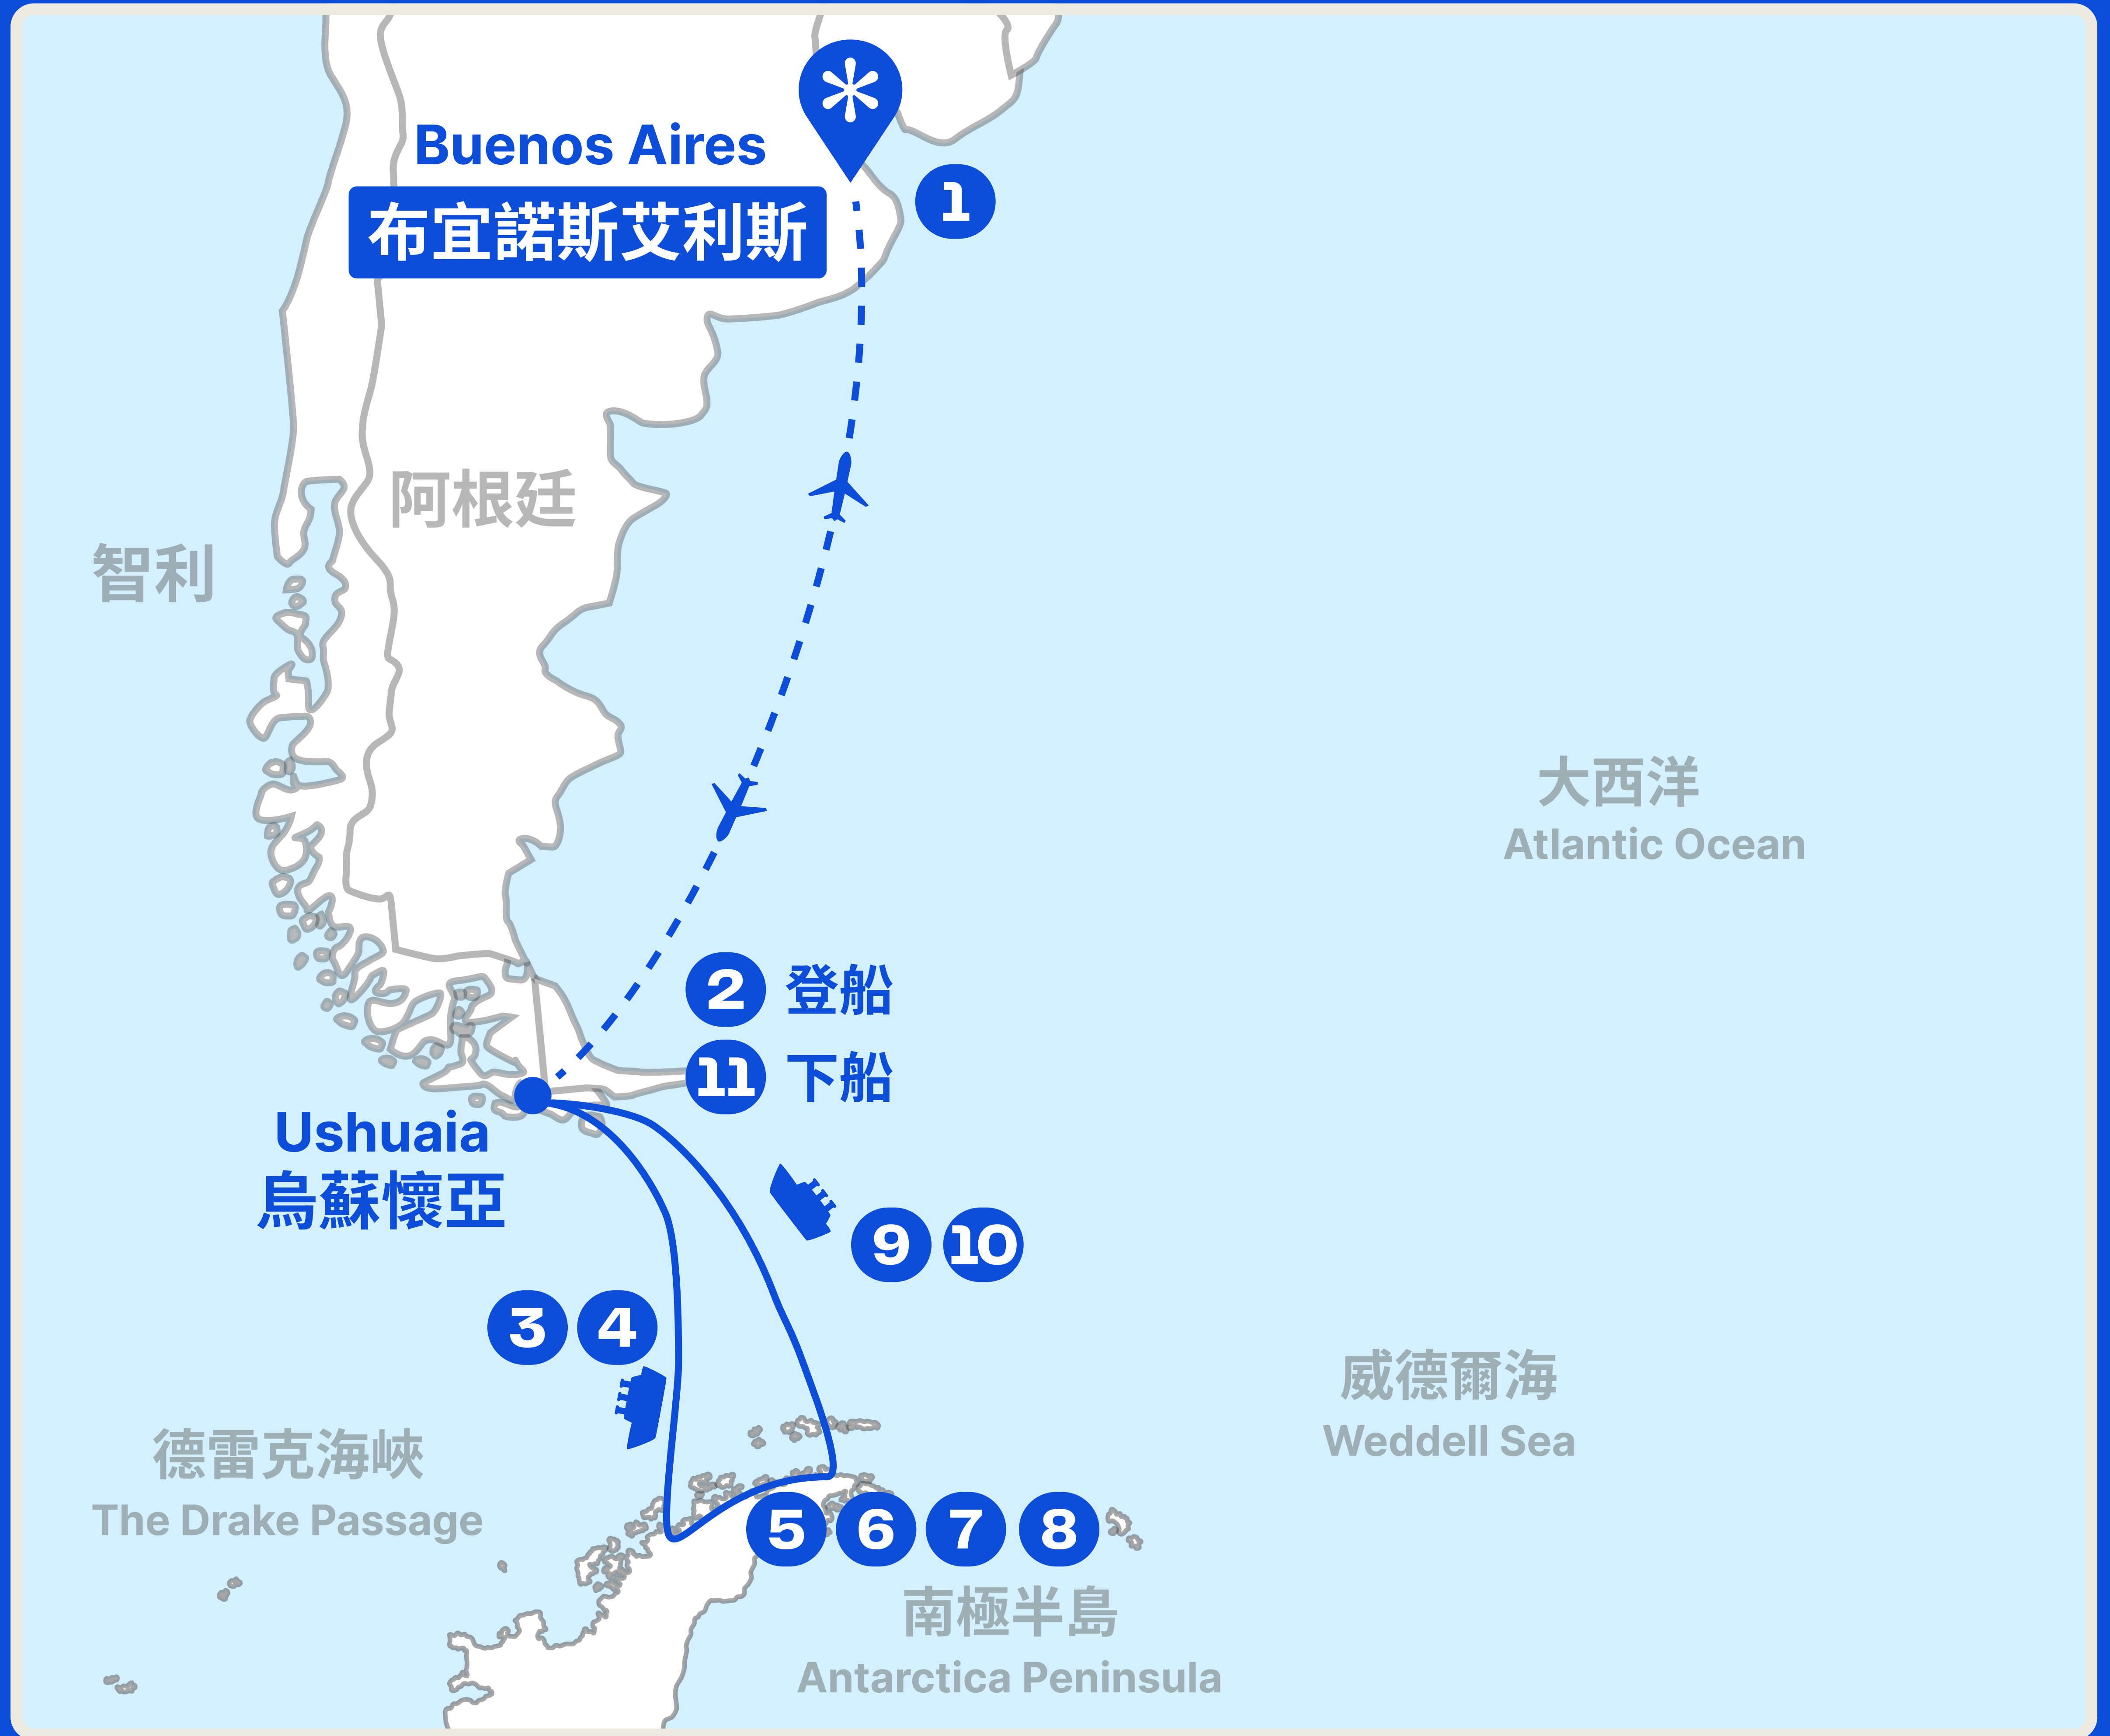 Buenos Aires
1
布宜諾斯艾利斯
阿根廷
智利
大西洋
Atlantic Ocean
2 登船
11 下船
Ushuaia
烏蘇懷亞
9 10
3 4
威德爾海
Weddell Sea
德雷克海峽
The Drake Passage
5 6 7 8
南極半島
Antarctica Peninsula